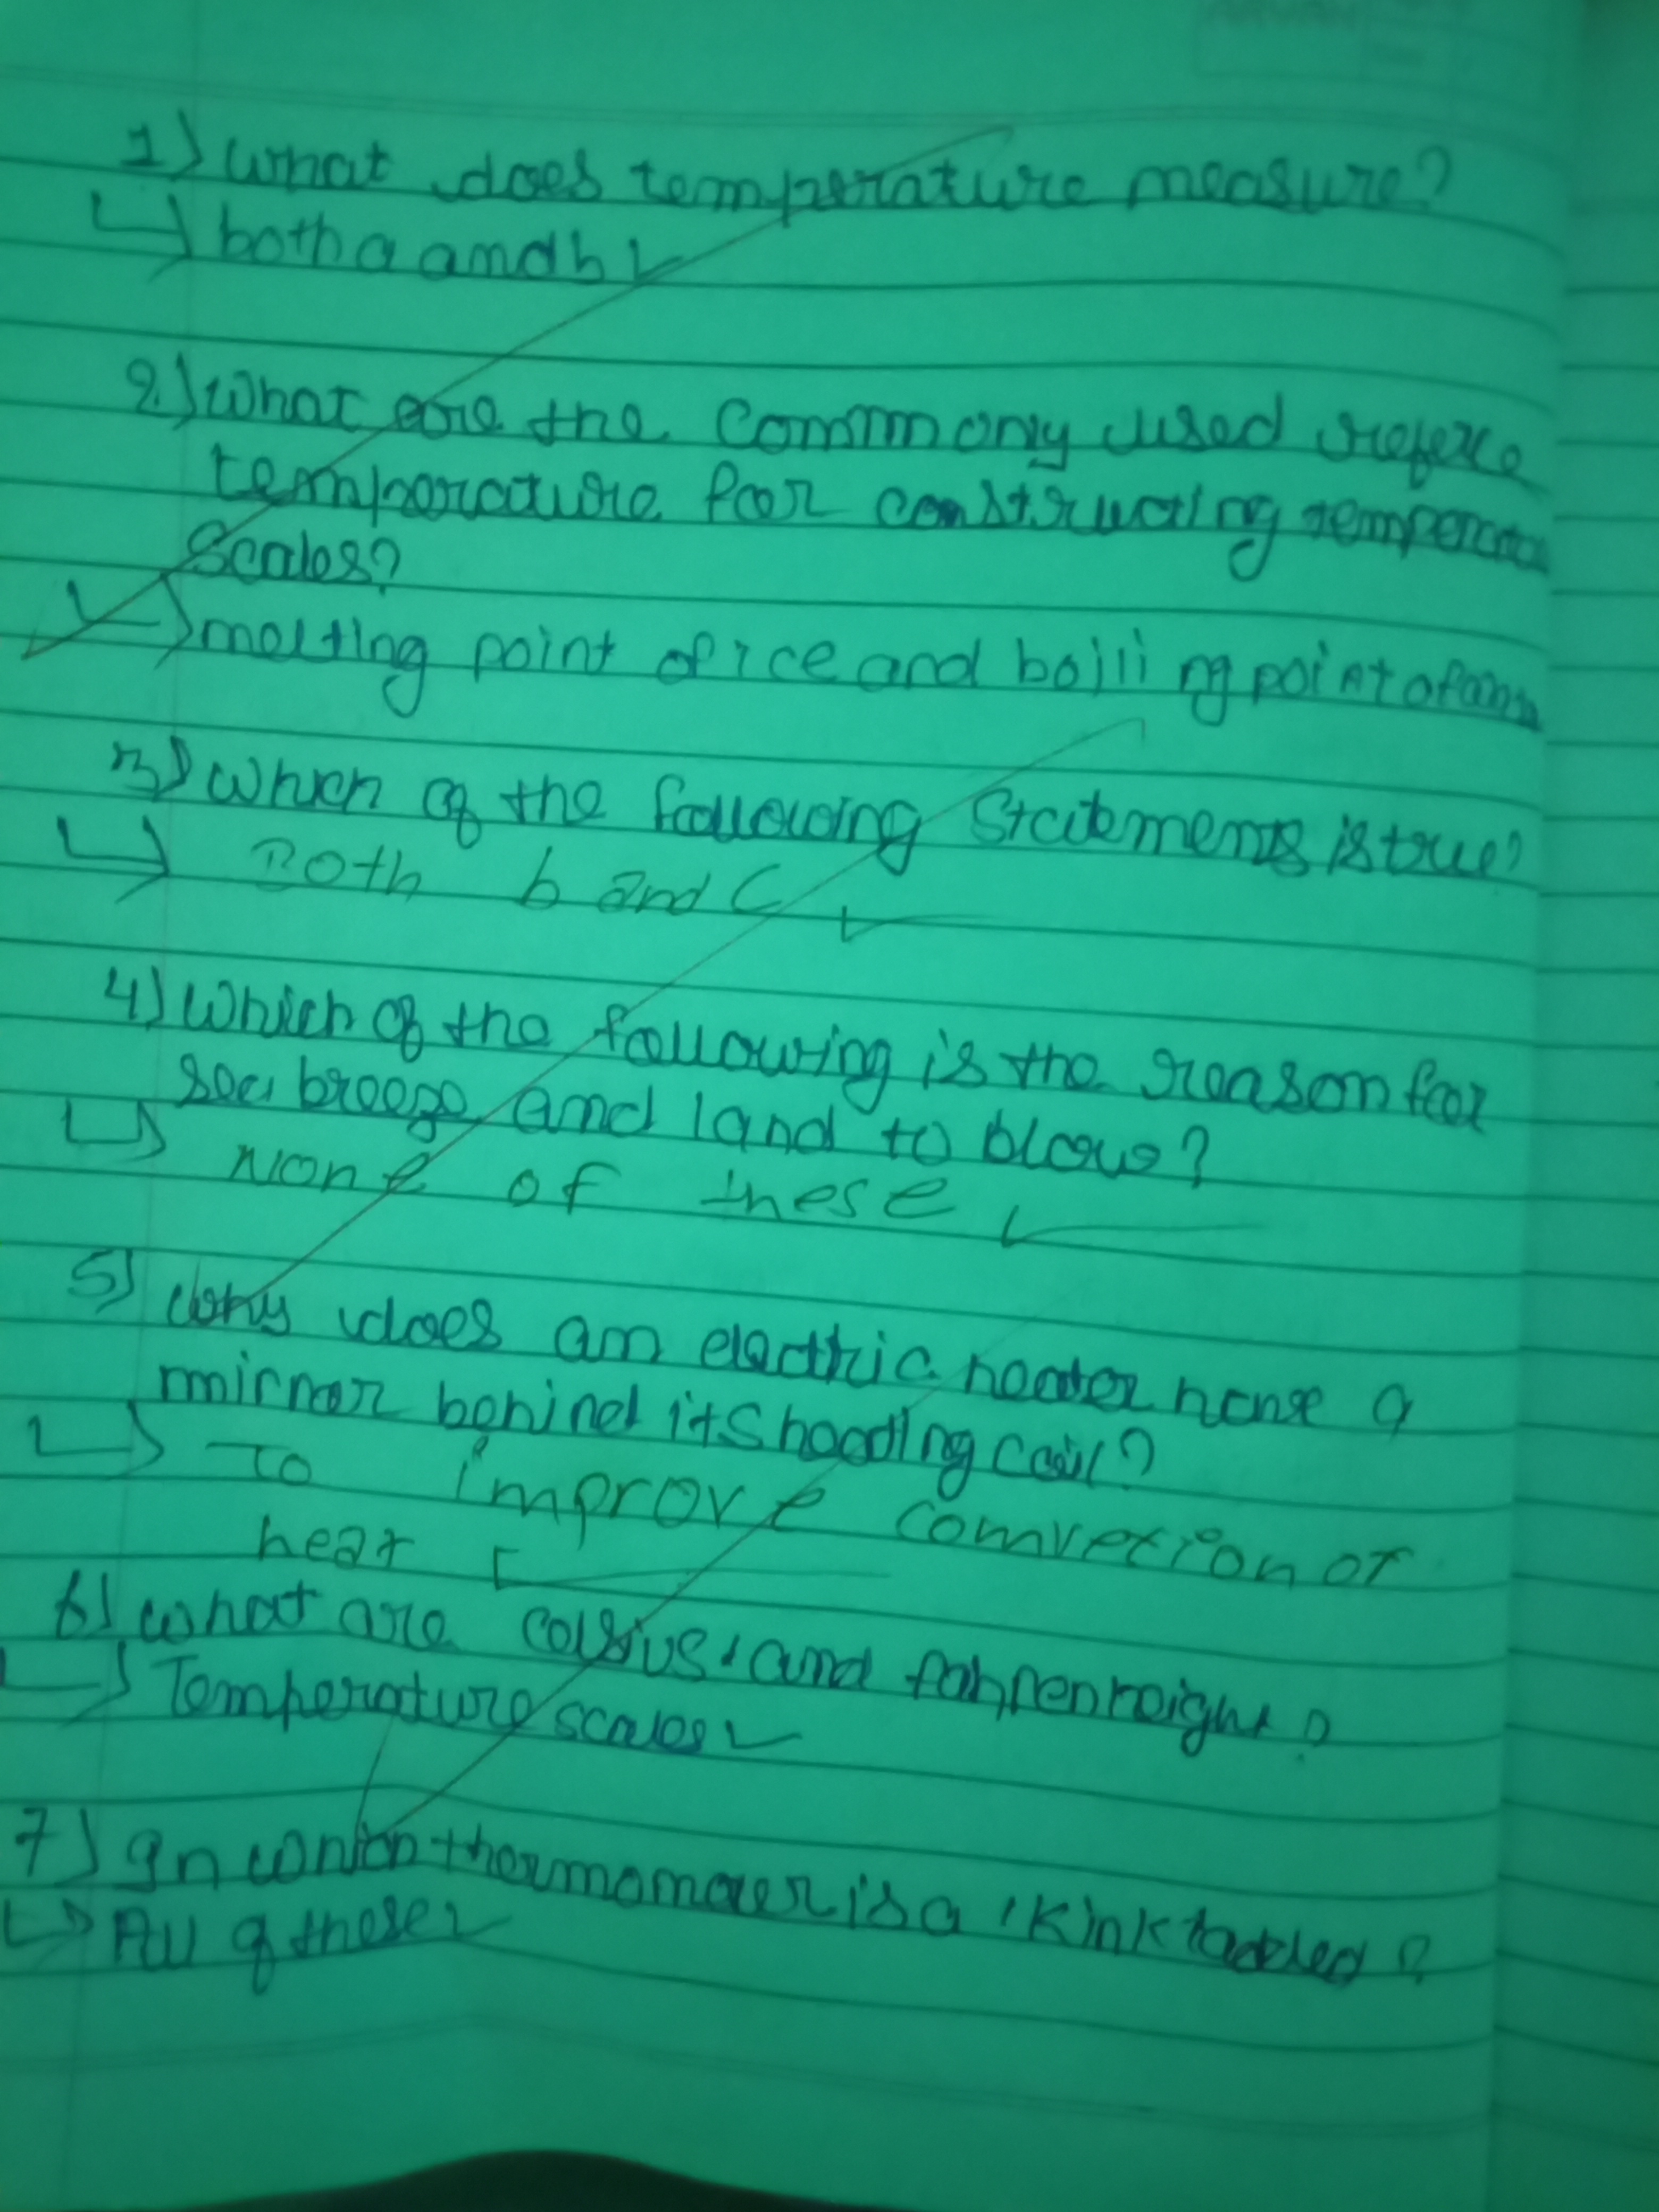 1) What does temperature measure?
both a and b
2) What are the Commony used refere
temperature for constructing temperatu
Scales?
melting point of ice and boiling point of
3) Which of the following Statements is true?
Both b and C
4) Which of the following is the reason for
sea breeze and land to blow?
None of these
5) Why does an electric heater have a
mirror behind its heating coil?
To improve convection of
heat
6) What are celsius and fahrenheight?
Temperature scales
7) In which thermometer is a kink
All of these